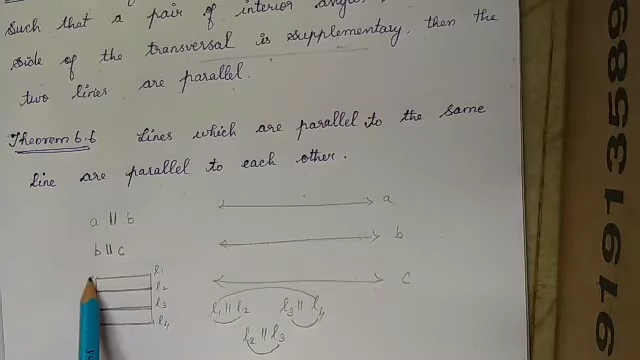 such that a pair of interior angle
side of the transversal is supplementary, then the
two lines are parallel.
Theorem 6.6 Lines which are parallel to the same
line are parallel to each other.
a || b
b || c
a
b
c
l1
l2
l3
l4
l1 || l2 l3 || l4
l2 || l3